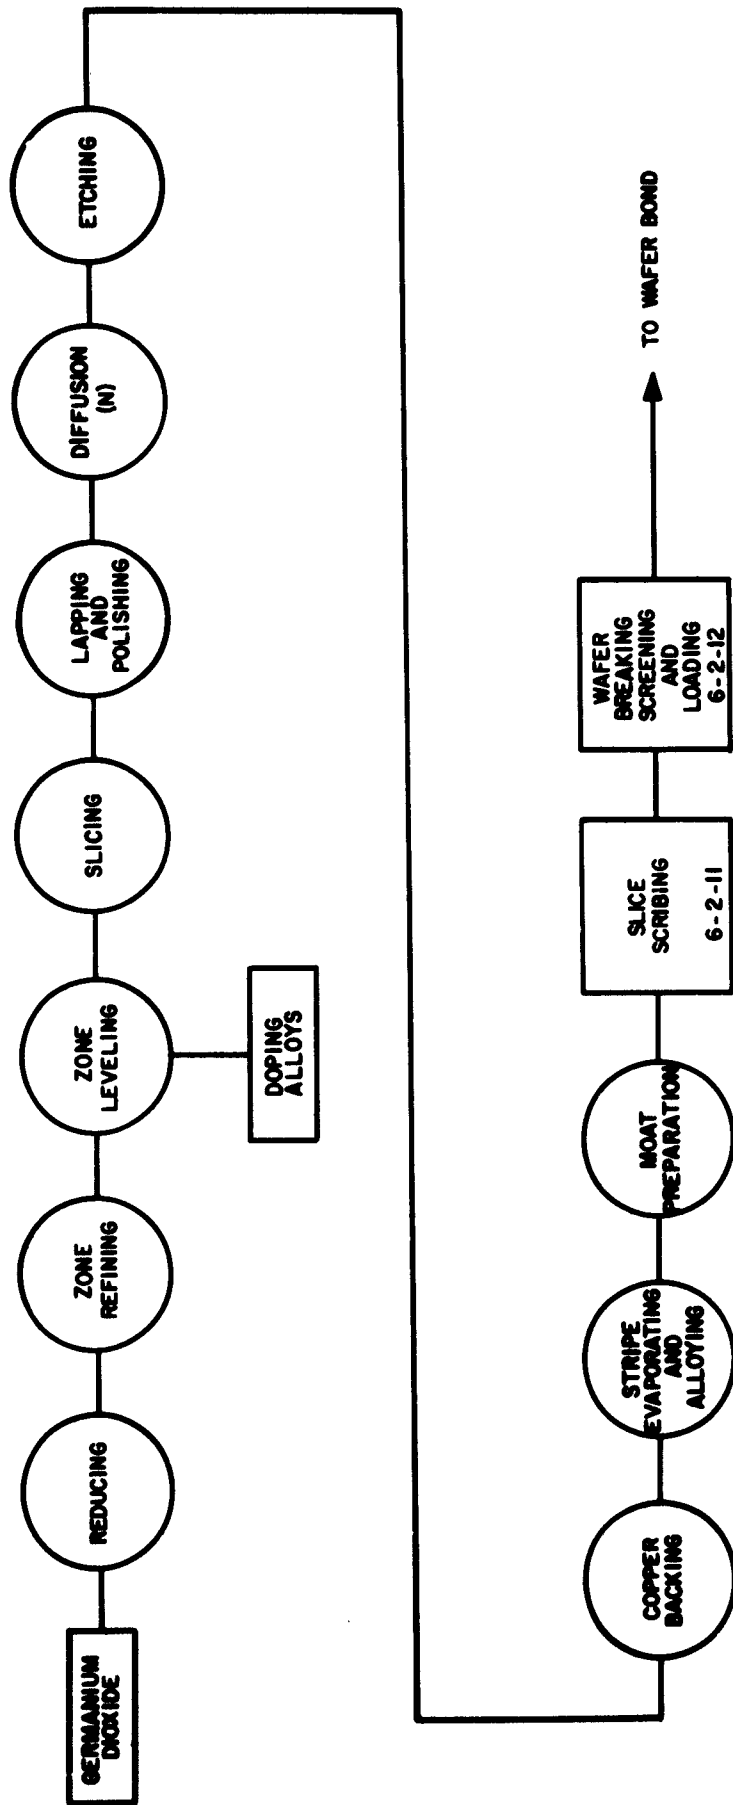 GERMANIUM
DIOXIDE
REDUCING
ZONE
REFINING
ZONE
LEVELING
DOPING
ALLOYS
SLICING
LAPPING
AND
POLISHING
DIFFUSION
(N)
ETCHING
COPPER
BACKING
STRIPE
EVAPORATING
AND
ALLOYING
MOAT
PREPARATION
SLICE
SCRIBING
6-2-11
WAFER
BREAKING
SCREENING
AND
LOADING
6-2-12
TO WAFER BOND